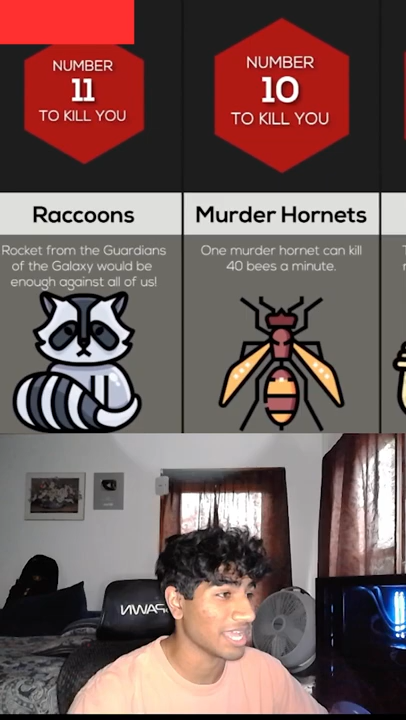 NUMBER
11
TO KILL YOU
NUMBER
10
TO KILL YOU
Raccoons
Murder Hornets
Rocket from the Guardians
of the Galaxy would be
enough against all of us!
One murder hornet can kill
40 bees a minute.